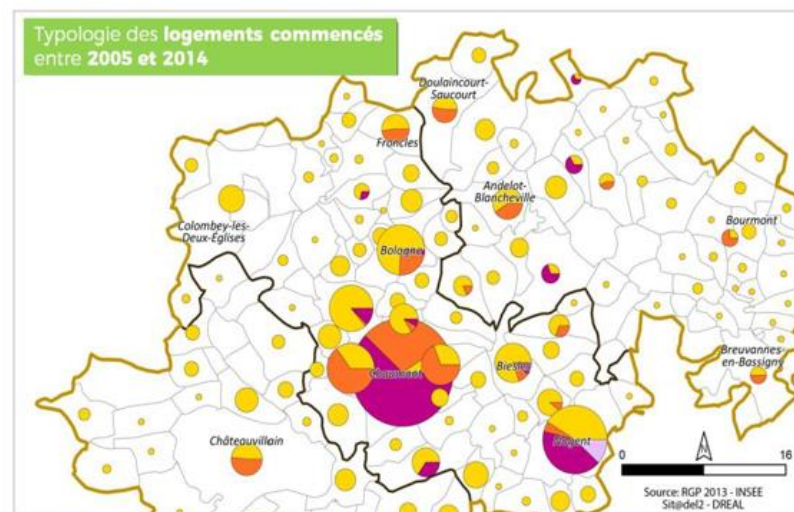 Typologie des logements commencés
entre 2005 et 2014
Doulaincourt-
Saucourt
Froncles
Andelot-
Blancheville
Colombey-les-
Deux-Églises
Bourmont
Bologne
Breuvannes-
en-Bassigny
Chaumont
Biesles
Châteauvillain
Nogent
N
0
16
Source: RGP 2013 - INSEE
Sit@del2 - DREAL